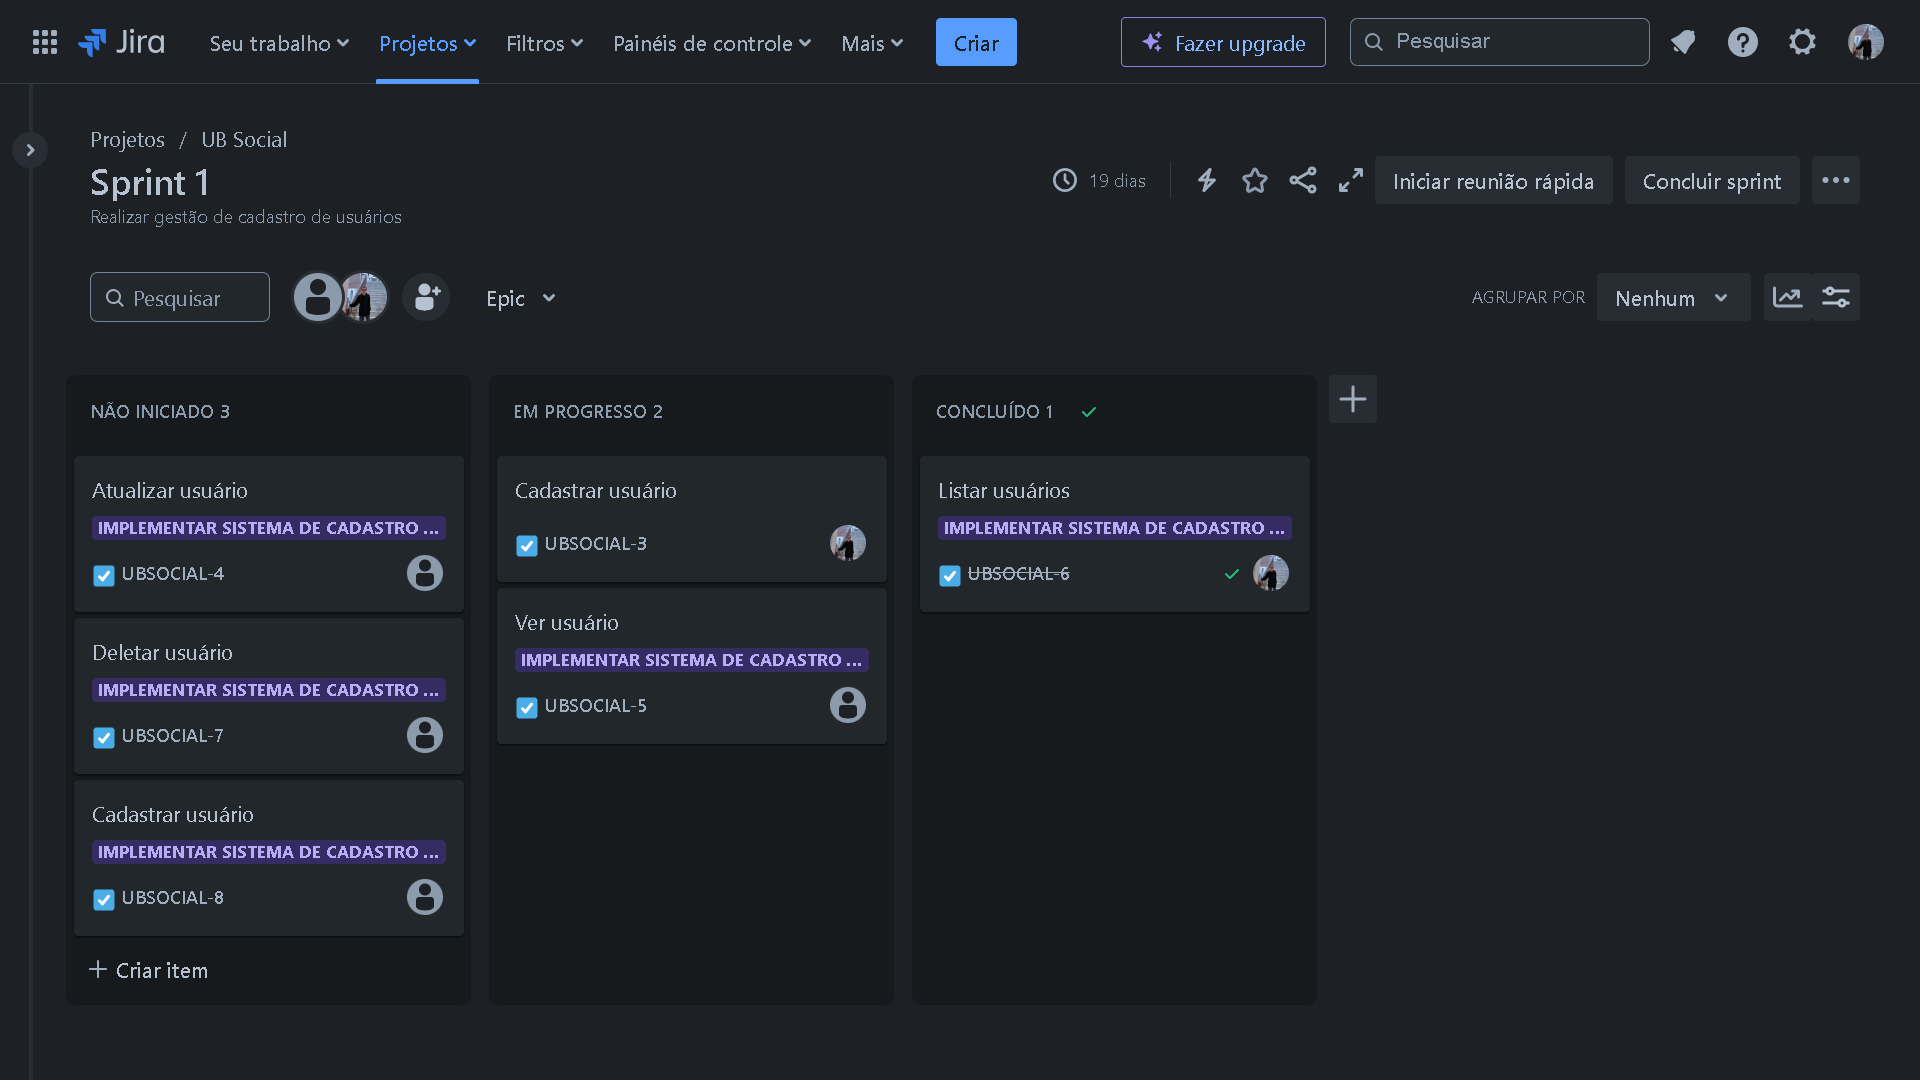 Jira
Seu trabalho
Projetos
Filtros
Painéis de controle
Mais
Criar
Fazer upgrade
Pesquisar
Projetos / UB Social
Sprint 1
Realizar gestão de cadastro de usuários
19 dias
Iniciar reunião rápida
Concluir sprint
Pesquisar
Epic
AGRUPAR POR
Nenhum
NÃO INICIADO 3
Atualizar usuário
IMPLEMENTAR SISTEMA DE CADASTRO ...
UBSOCIAL-4
Deletar usuário
IMPLEMENTAR SISTEMA DE CADASTRO ...
UBSOCIAL-7
Cadastrar usuário
IMPLEMENTAR SISTEMA DE CADASTRO ...
UBSOCIAL-8
Criar item
EM PROGRESSO 2
Cadastrar usuário
UBSOCIAL-3
Ver usuário
IMPLEMENTAR SISTEMA DE CADASTRO ...
UBSOCIAL-5
CONCLUÍDO 1
Listar usuários
IMPLEMENTAR SISTEMA DE CADASTRO ...
UBSOCIAL-6